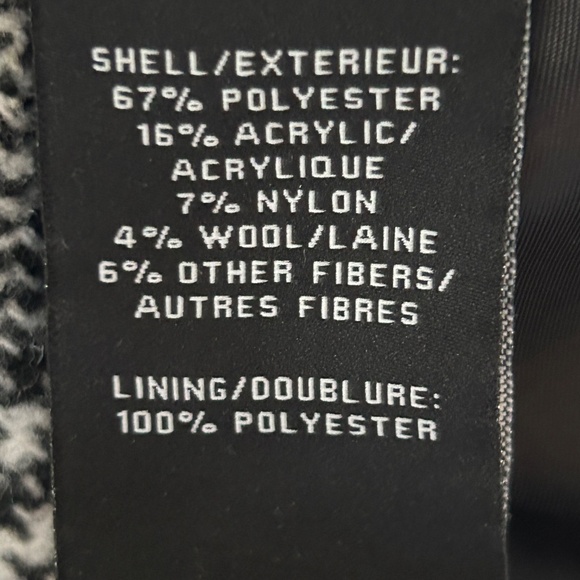 SHELL/EXTERIEUR:
67% POLYESTER
16% ACRYLIC/
ACRYLIQUE
7% NYLON
4% WOOL/LAINE
6% OTHER FIBERS/
AUTRES FIBRES
LINING/DOUBLURE:
100% POLYESTER